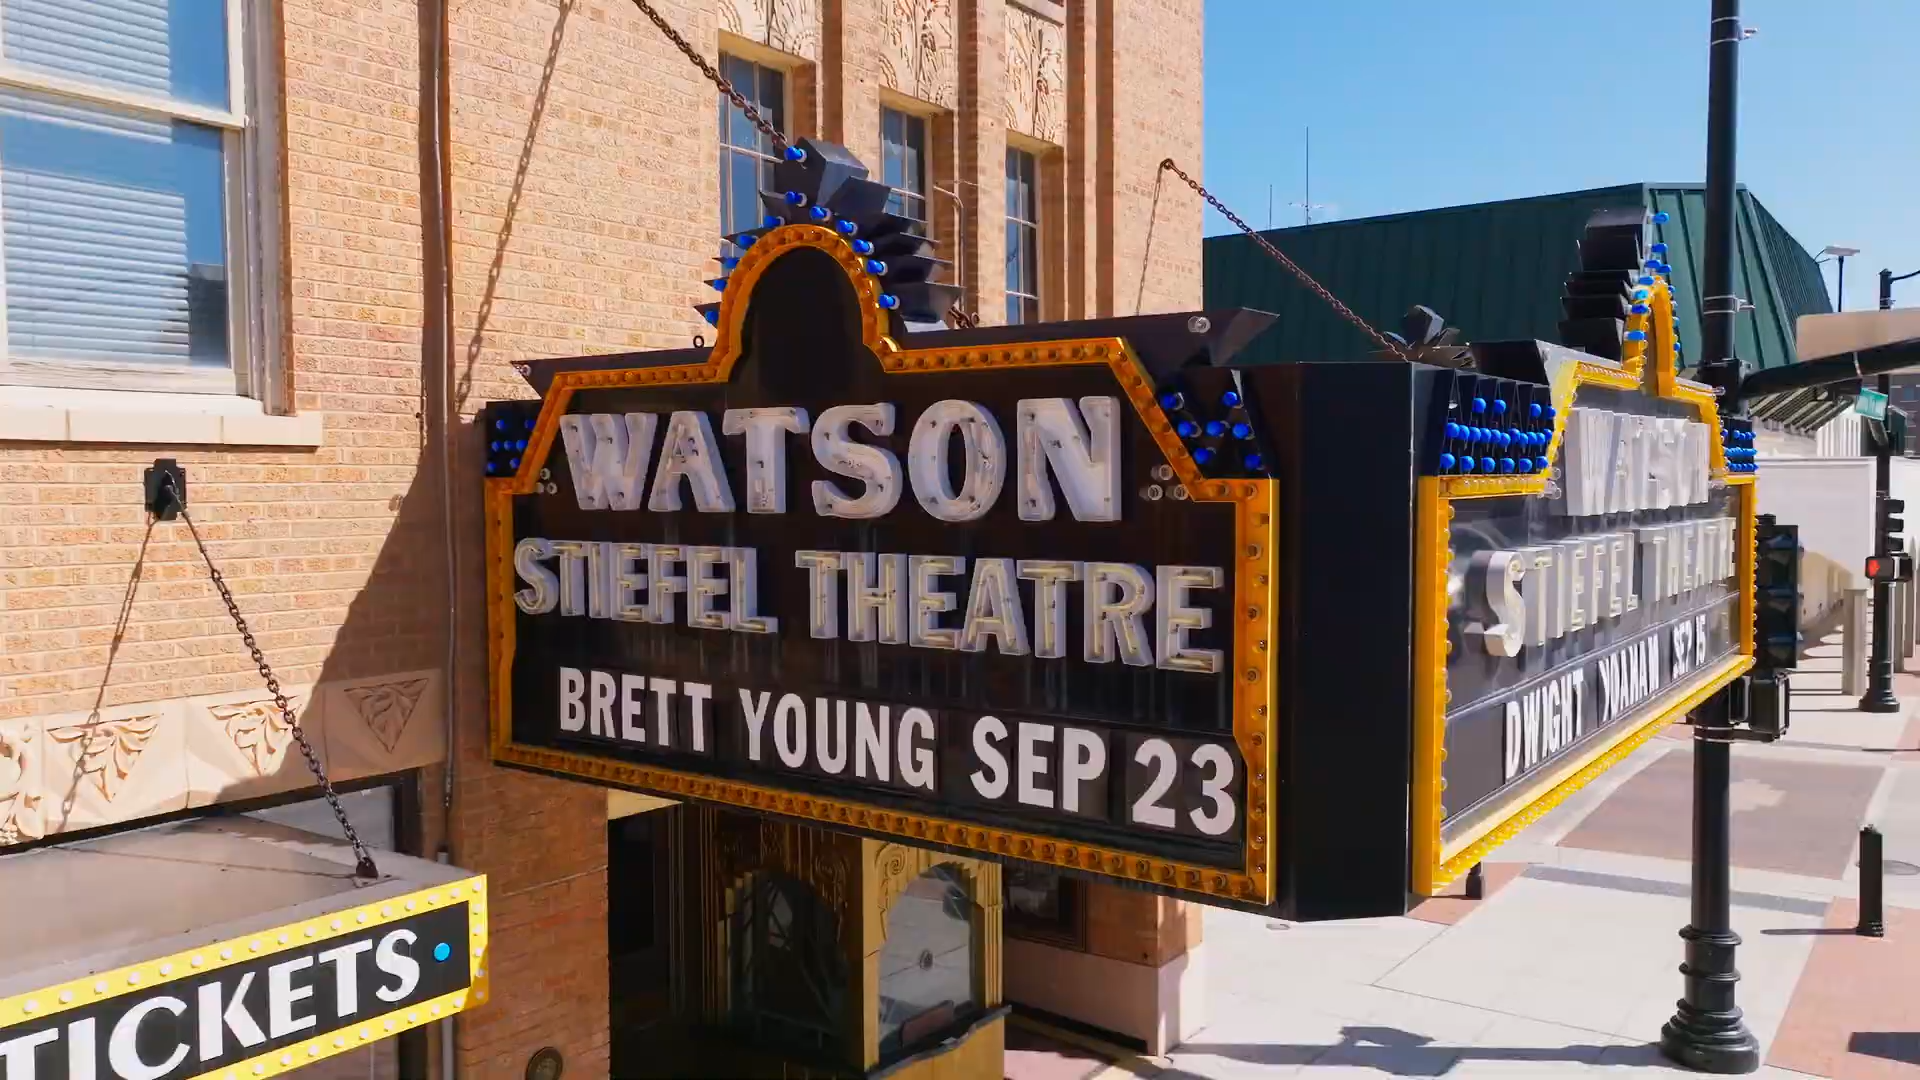 WATSON
STIEFEL THEATRE
BRETT YOUNG SEP 23
WATSON
STIEFEL THEATRE
DWIGHT YOAKAM SEP 15
TICKETS